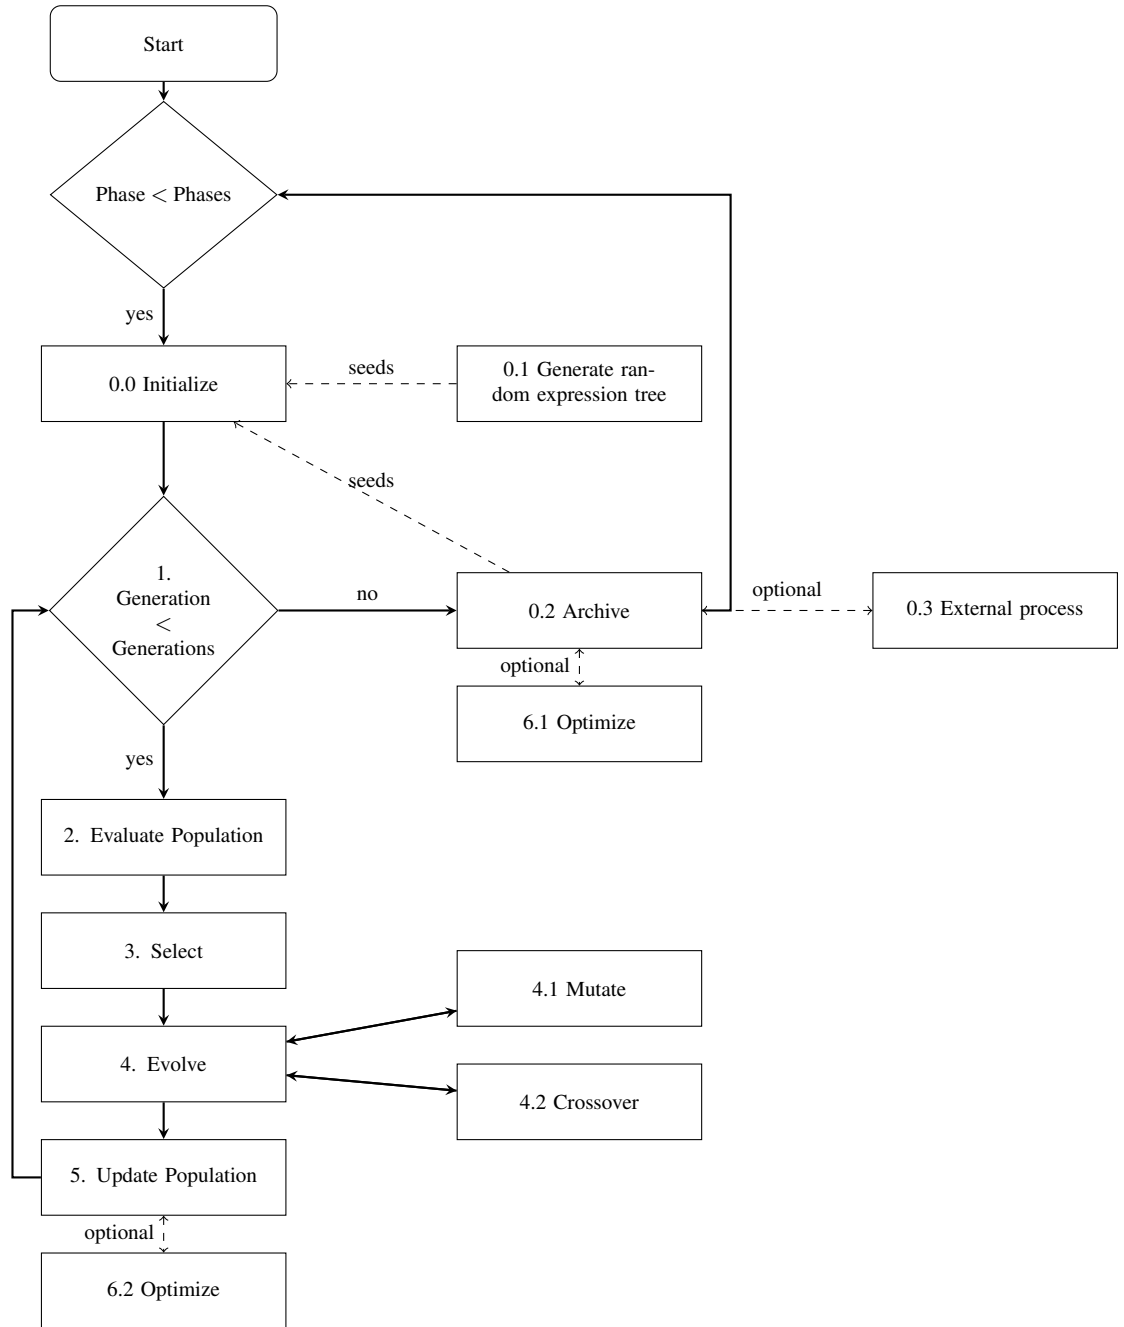 Start
Phase < Phases
yes
0.0 Initialize
seeds
0.1 Generate ran-
dom expression tree
seeds
1.
Generation
<
Generations
no
0.2 Archive
optional
0.3 External process
optional
6.1 Optimize
yes
2. Evaluate Population
3. Select
4.1 Mutate
4. Evolve
4.2 Crossover
5. Update Population
optional
6.2 Optimize